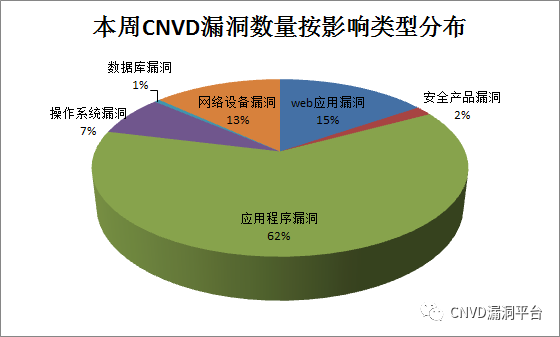 本周CNVD漏洞数量按影响类型分布
数据库漏洞
1%
网络设备漏洞
13%
web应用漏洞
15%
安全产品漏洞
2%
操作系统漏洞
7%
应用程序漏洞
62%
CNVD漏洞平台